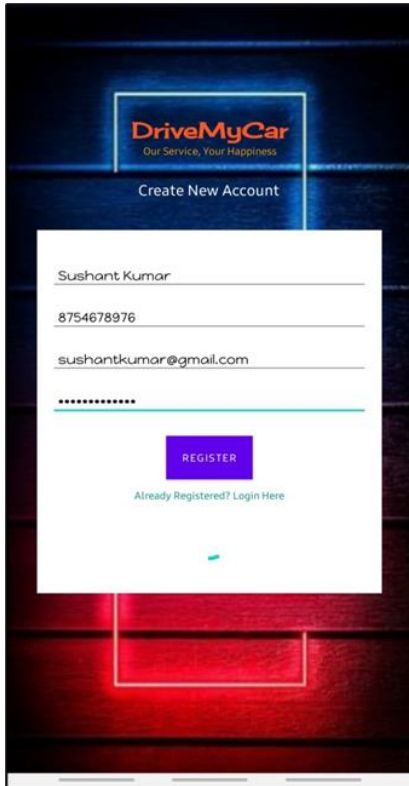 DriveMyCar
Our Service, Your Happiness
Create New Account
Sushant Kumar
8754678976
sushantkumar@gmail.com
•••••••••••••
REGISTER
Already Registered? Login Here